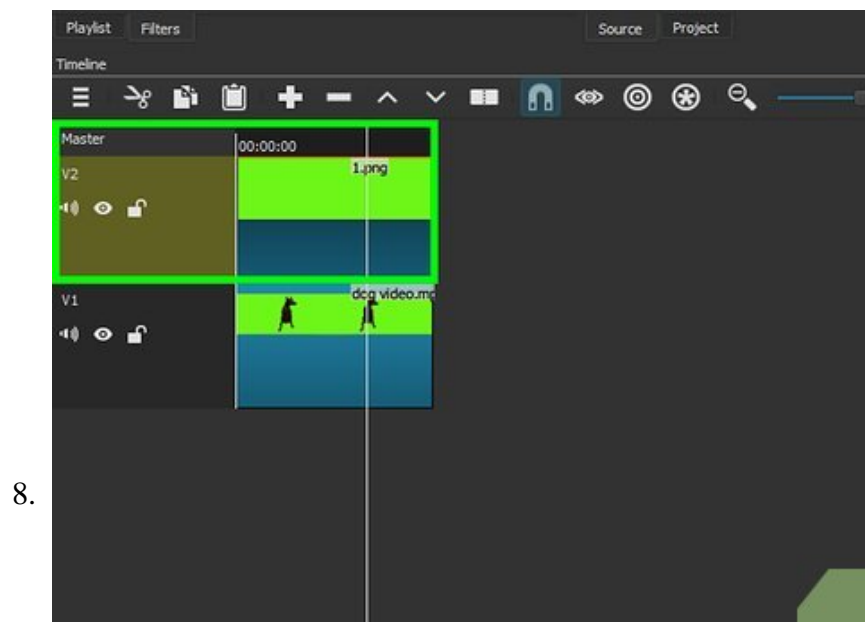 Playlist Filters Source Project
Timeline
Master
00:00:00
V2
1.png
V1
dog video.mp
8.